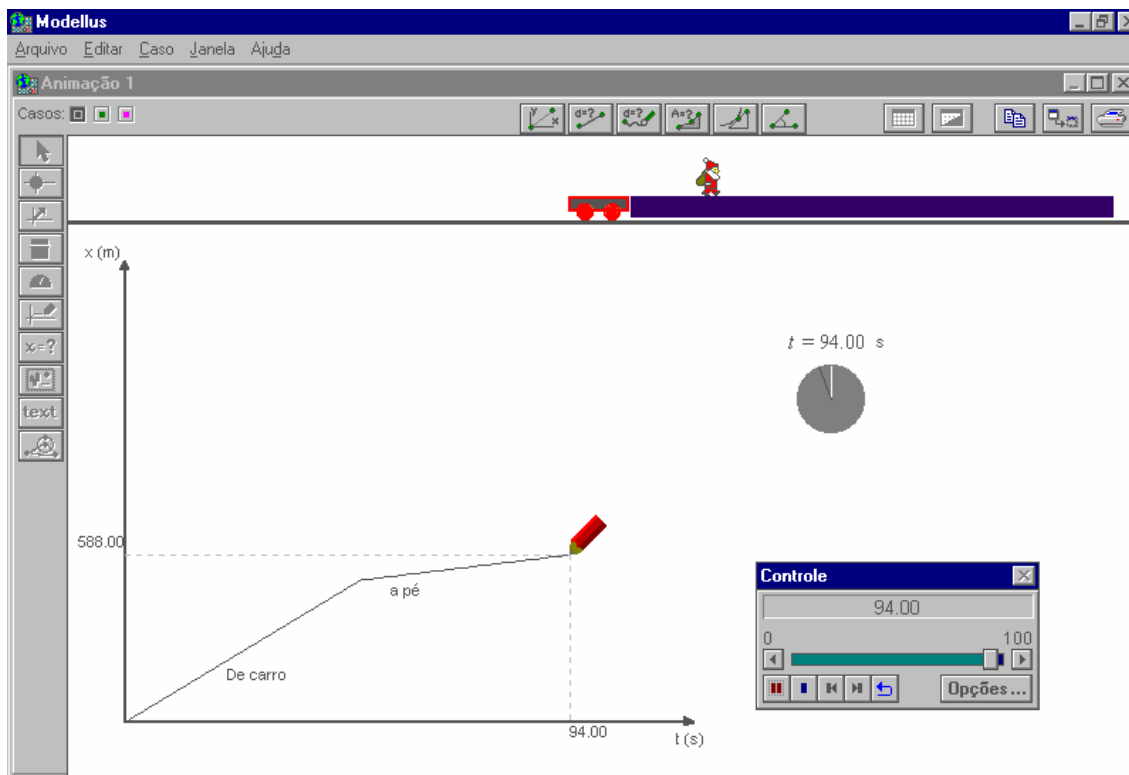 Modellus
Arquivo Editar Caso Janela Ajuda
Animação 1
Casos:
y x d=? d=? A=?
x=?
text
x (m)
t = 94.00 s
588.00
a pé
De carro
94.00
t (s)
Controle
94.00
0 100
Opções...